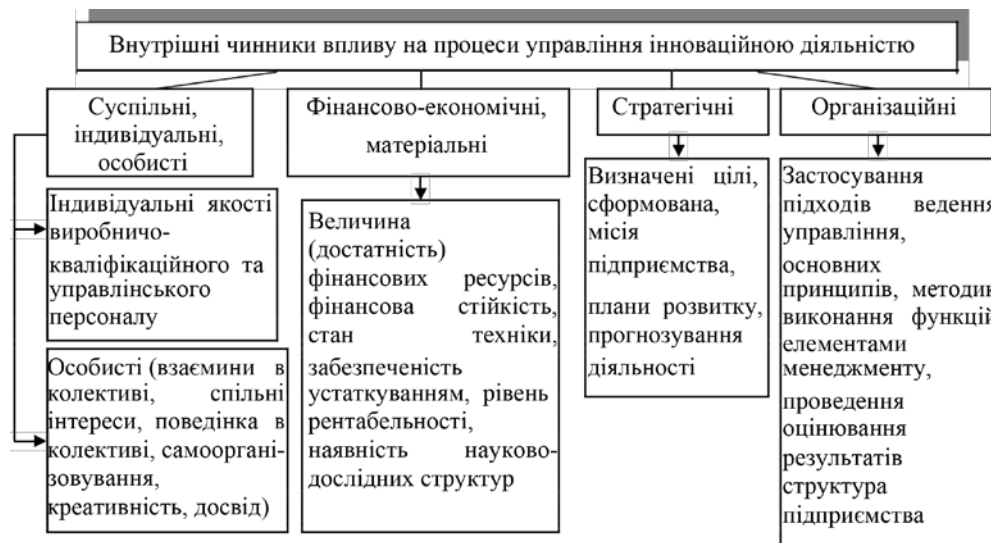 Внутрішні чинники впливу на процеси управління інноваційною діяльністю
Суспільні,
індивідуальні,
особисті
Індивідуальні якості
виробничо-
кваліфікаційного та
управлінського
персоналу
Особисті (взаємини в
колективі, спільні
інтереси, поведінка в
колективі, самооргані-
зовування,
креативність, досвід)
Фінансово-економічні,
матеріальні
Величина
(достатність)
фінансових ресурсів,
фінансова стійкість,
стан техніки,
забезпеченість
устаткуванням, рівень
рентабельності,
наявність науково-
дослідних структур
Стратегічні
Визначені цілі,
сформована,
місія
підприємства,
плани розвитку,
прогнозування
діяльності
Організаційні
Застосування
підходів ведення
управління,
основних
принципів, методик
виконання функцій
елементами
менеджменту,
проведення
оцінювання
результатів
структура
підприємства